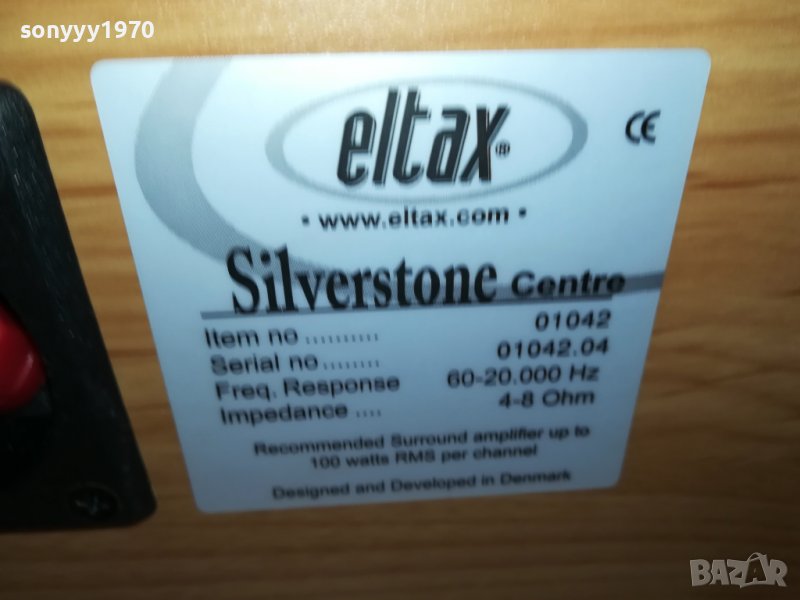 sonyyy1970
eltax®
CE
• www.eltax.com •
Silverstone Centre
Item no .......... 01042
Serial no ........ 01042.04
Freq. Response 60-20.000 Hz
Impedance .... 4-8 Ohm
Recommended Surround amplifier up to
100 watts RMS per channel
Designed and Developed in Denmark
BAZAR